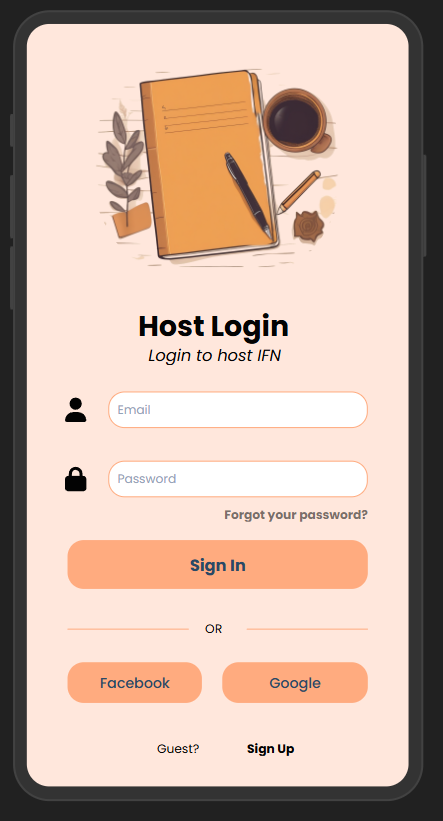 Host Login
Login to host IFN
Email
Password
Forgot your password?
Sign In
OR
Facebook Google
Guest? Sign Up